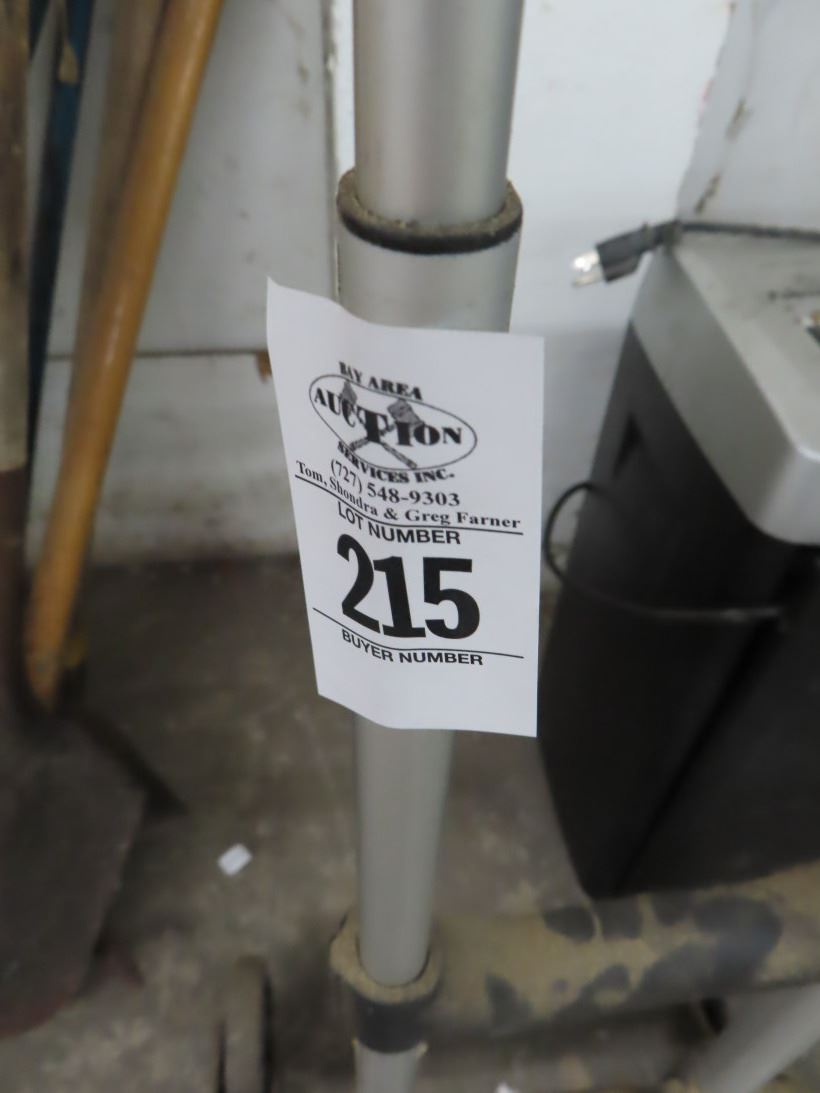 BAY AREA
AUCTION
SERVICES INC.
(727) 548-9303
Tom, Shondra & Greg Farner
LOT NUMBER
215
BUYER NUMBER